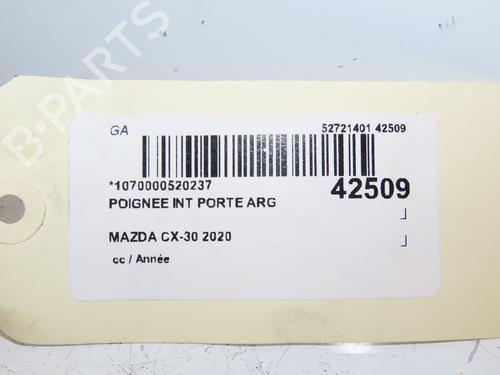 GA 52721401 42509
*1070000520237 42509
POIGNEE INT PORTE ARG
MAZDA CX-30 2020
cc / Année
B-PARTS